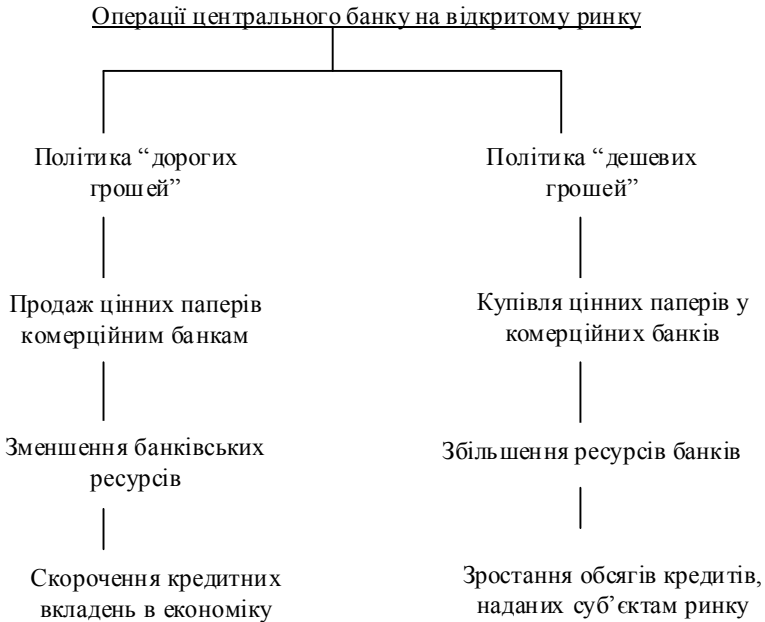 Операції центрального банку на відкритому ринку
Політика “дорогих
грошей”
Політика “дешевих
грошей”
Продаж цінних паперів
комерційним банкам
Купівля цінних паперів у
комерційних банків
Зменшення банківських
ресурсів
Збільшення ресурсів банків
Скорочення кредитних
вкладень в економіку
Зростання обсягів кредитів,
наданих суб’єктам ринку